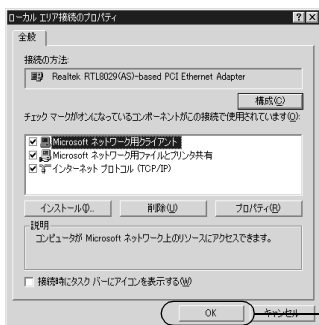 ローカル エリア接続のプロパティ
全般
接続の方法:
Realtek RTL8029(AS)-based PCI Ethernet Adapter
構成(C)
チェック マークがオンになっているコンポーネントがこの接続で使用されています(O):
Microsoft ネットワーク用クライアント
Microsoft ネットワーク用ファイルとプリンタ共有
インターネット プロトコル (TCP/IP)
インストール(I)...
削除(U)
プロパティ(R)
説明
コンピュータが Microsoft ネットワーク上のリソースにアクセスできます。
接続時にタスク バーにアイコンを表示する(W)
OK
キャンセル